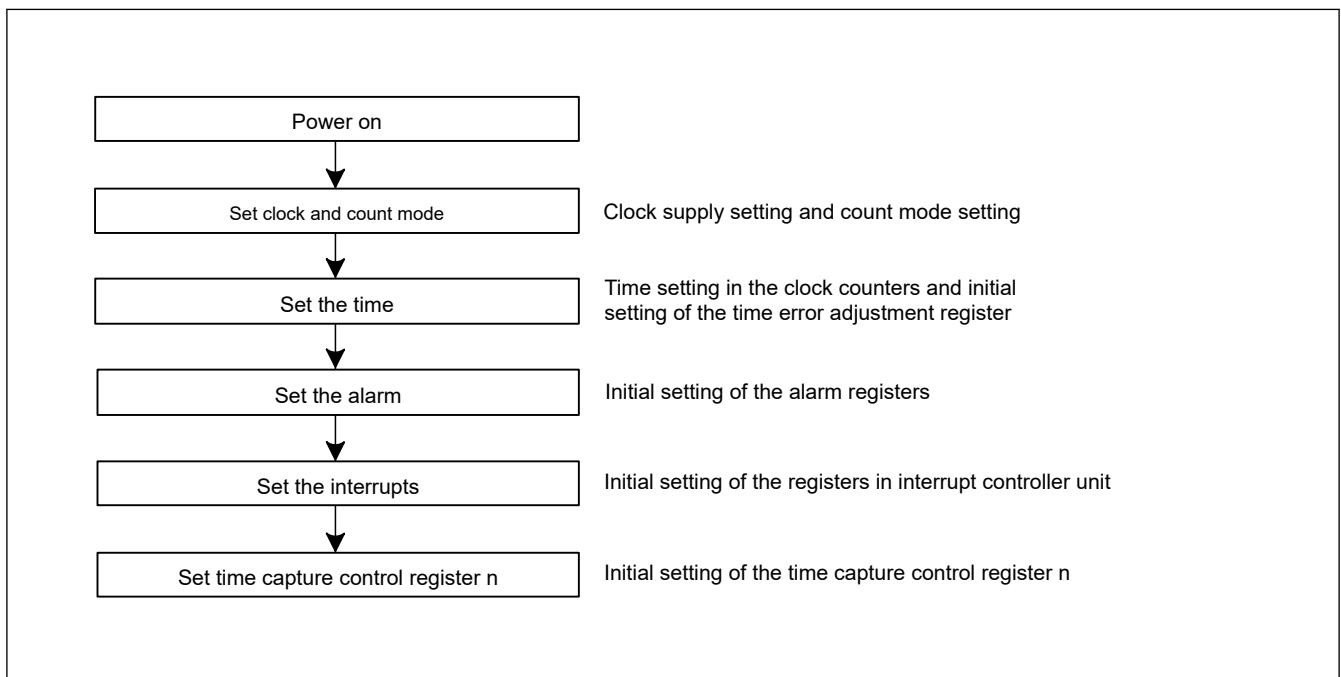 Power on
Set clock and count mode
Clock supply setting and count mode setting
Set the time
Time setting in the clock counters and initial
setting of the time error adjustment register
Set the alarm
Initial setting of the alarm registers
Set the interrupts
Initial setting of the registers in interrupt controller unit
Set time capture control register n
Initial setting of the time capture control register n